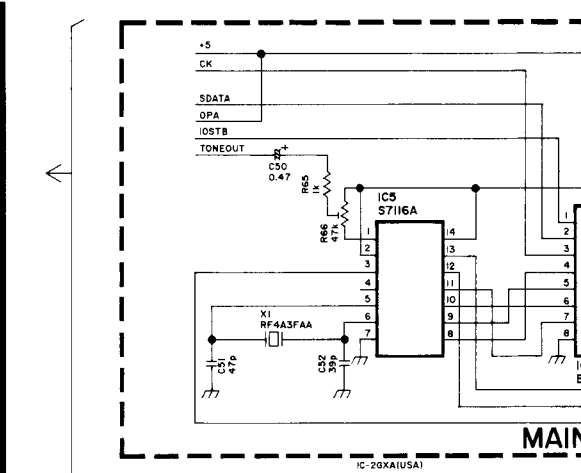 +5
CK
SDATA
OPA
IOSTB
TONEOUT
+
C50
0.47
R65
1k
R66
47k
IC5
S7116A
1
2
3
4
5
6
7
14
13
12
11
10
9
8
1
2
3
4
5
6
7
8
X1
RF4A3FAA
C51
47p
C52
39p
MAIN
IC-2GXA(USA)